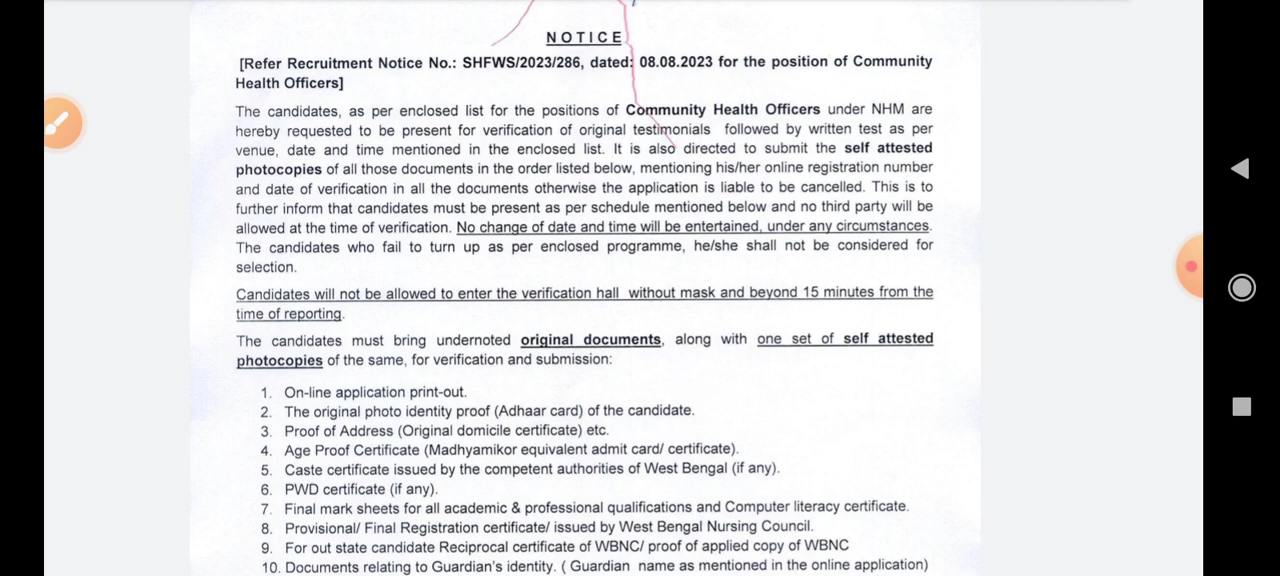 NOTICE
[Refer Recruitment Notice No.: SHFWS/2023/286, dated: 08.08.2023 for the position of Community
Health Officers]
The candidates, as per enclosed list for the positions of Community Health Officers under NHM are
hereby requested to be present for verification of original testimonials followed by written test as per
venue, date and time mentioned in the enclosed list. It is also directed to submit the self attested
photocopies of all those documents in the order listed below, mentioning his/her online registration number
and date of verification in all the documents otherwise the application is liable to be cancelled. This is to
further inform that candidates must be present as per schedule mentioned below and no third party will be
allowed at the time of verification. No change of date and time will be entertained, under any circumstances.
The candidates who fail to turn up as per enclosed programme, he/she shall not be considered for
selection.
Candidates will not be allowed to enter the verification hall without mask and beyond 15 minutes from the
time of reporting.
The candidates must bring undernoted original documents, along with one set of self attested
photocopies of the same, for verification and submission:
1. On-line application print-out.
2. The original photo identity proof (Adhaar card) of the candidate.
3. Proof of Address (Original domicile certificate) etc.
4. Age Proof Certificate (Madhyamikor equivalent admit card/ certificate).
5. Caste certificate issued by the competent authorities of West Bengal (if any).
6. PWD certificate (if any).
7. Final mark sheets for all academic & professional qualifications and Computer literacy certificate.
8. Provisional/ Final Registration certificate/ issued by West Bengal Nursing Council.
9. For out state candidate Reciprocal certificate of WBNC/ proof of applied copy of WBNC
10. Documents relating to Guardian's identity. ( Guardian name as mentioned in the online application)